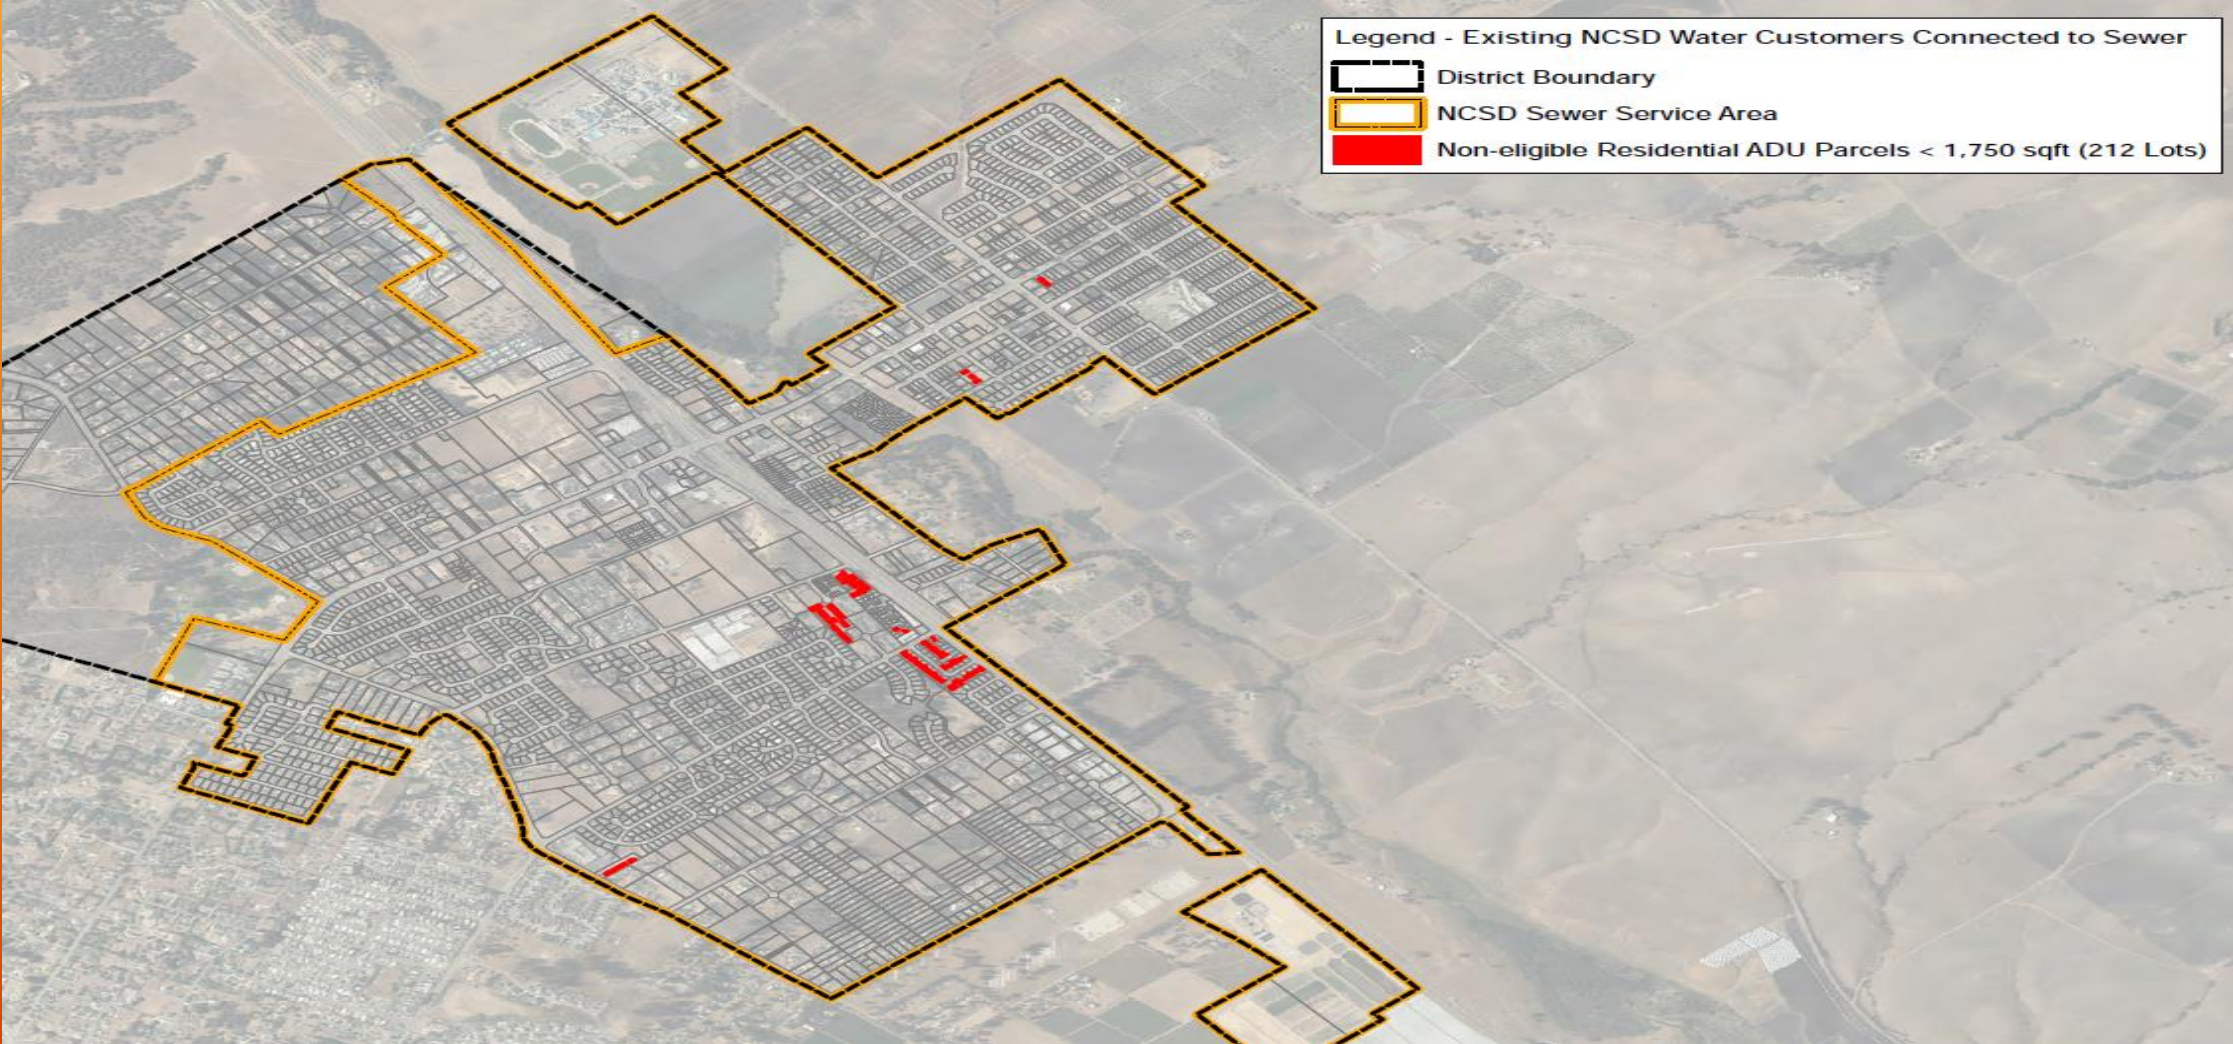 Legend - Existing NCSD Water Customers Connected to Sewer
District Boundary
NCSD Sewer Service Area
Non-eligible Residential ADU Parcels < 1,750 sqft (212 Lots)